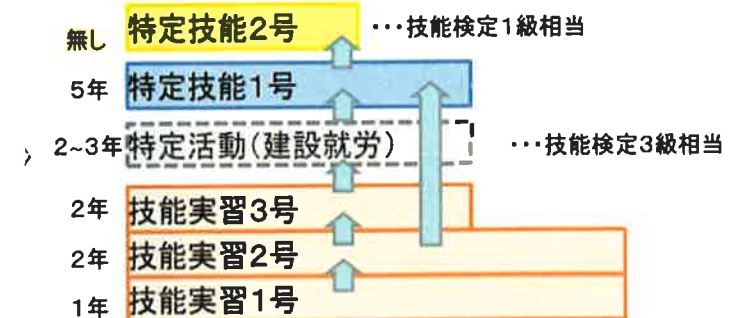 無し 特定技能2号 ・・・技能検定1級相当
5年 特定技能1号
2~3年 特定活動(建設就労) ・・・技能検定3級相当
2年 技能実習3号
2年 技能実習2号
1年 技能実習1号